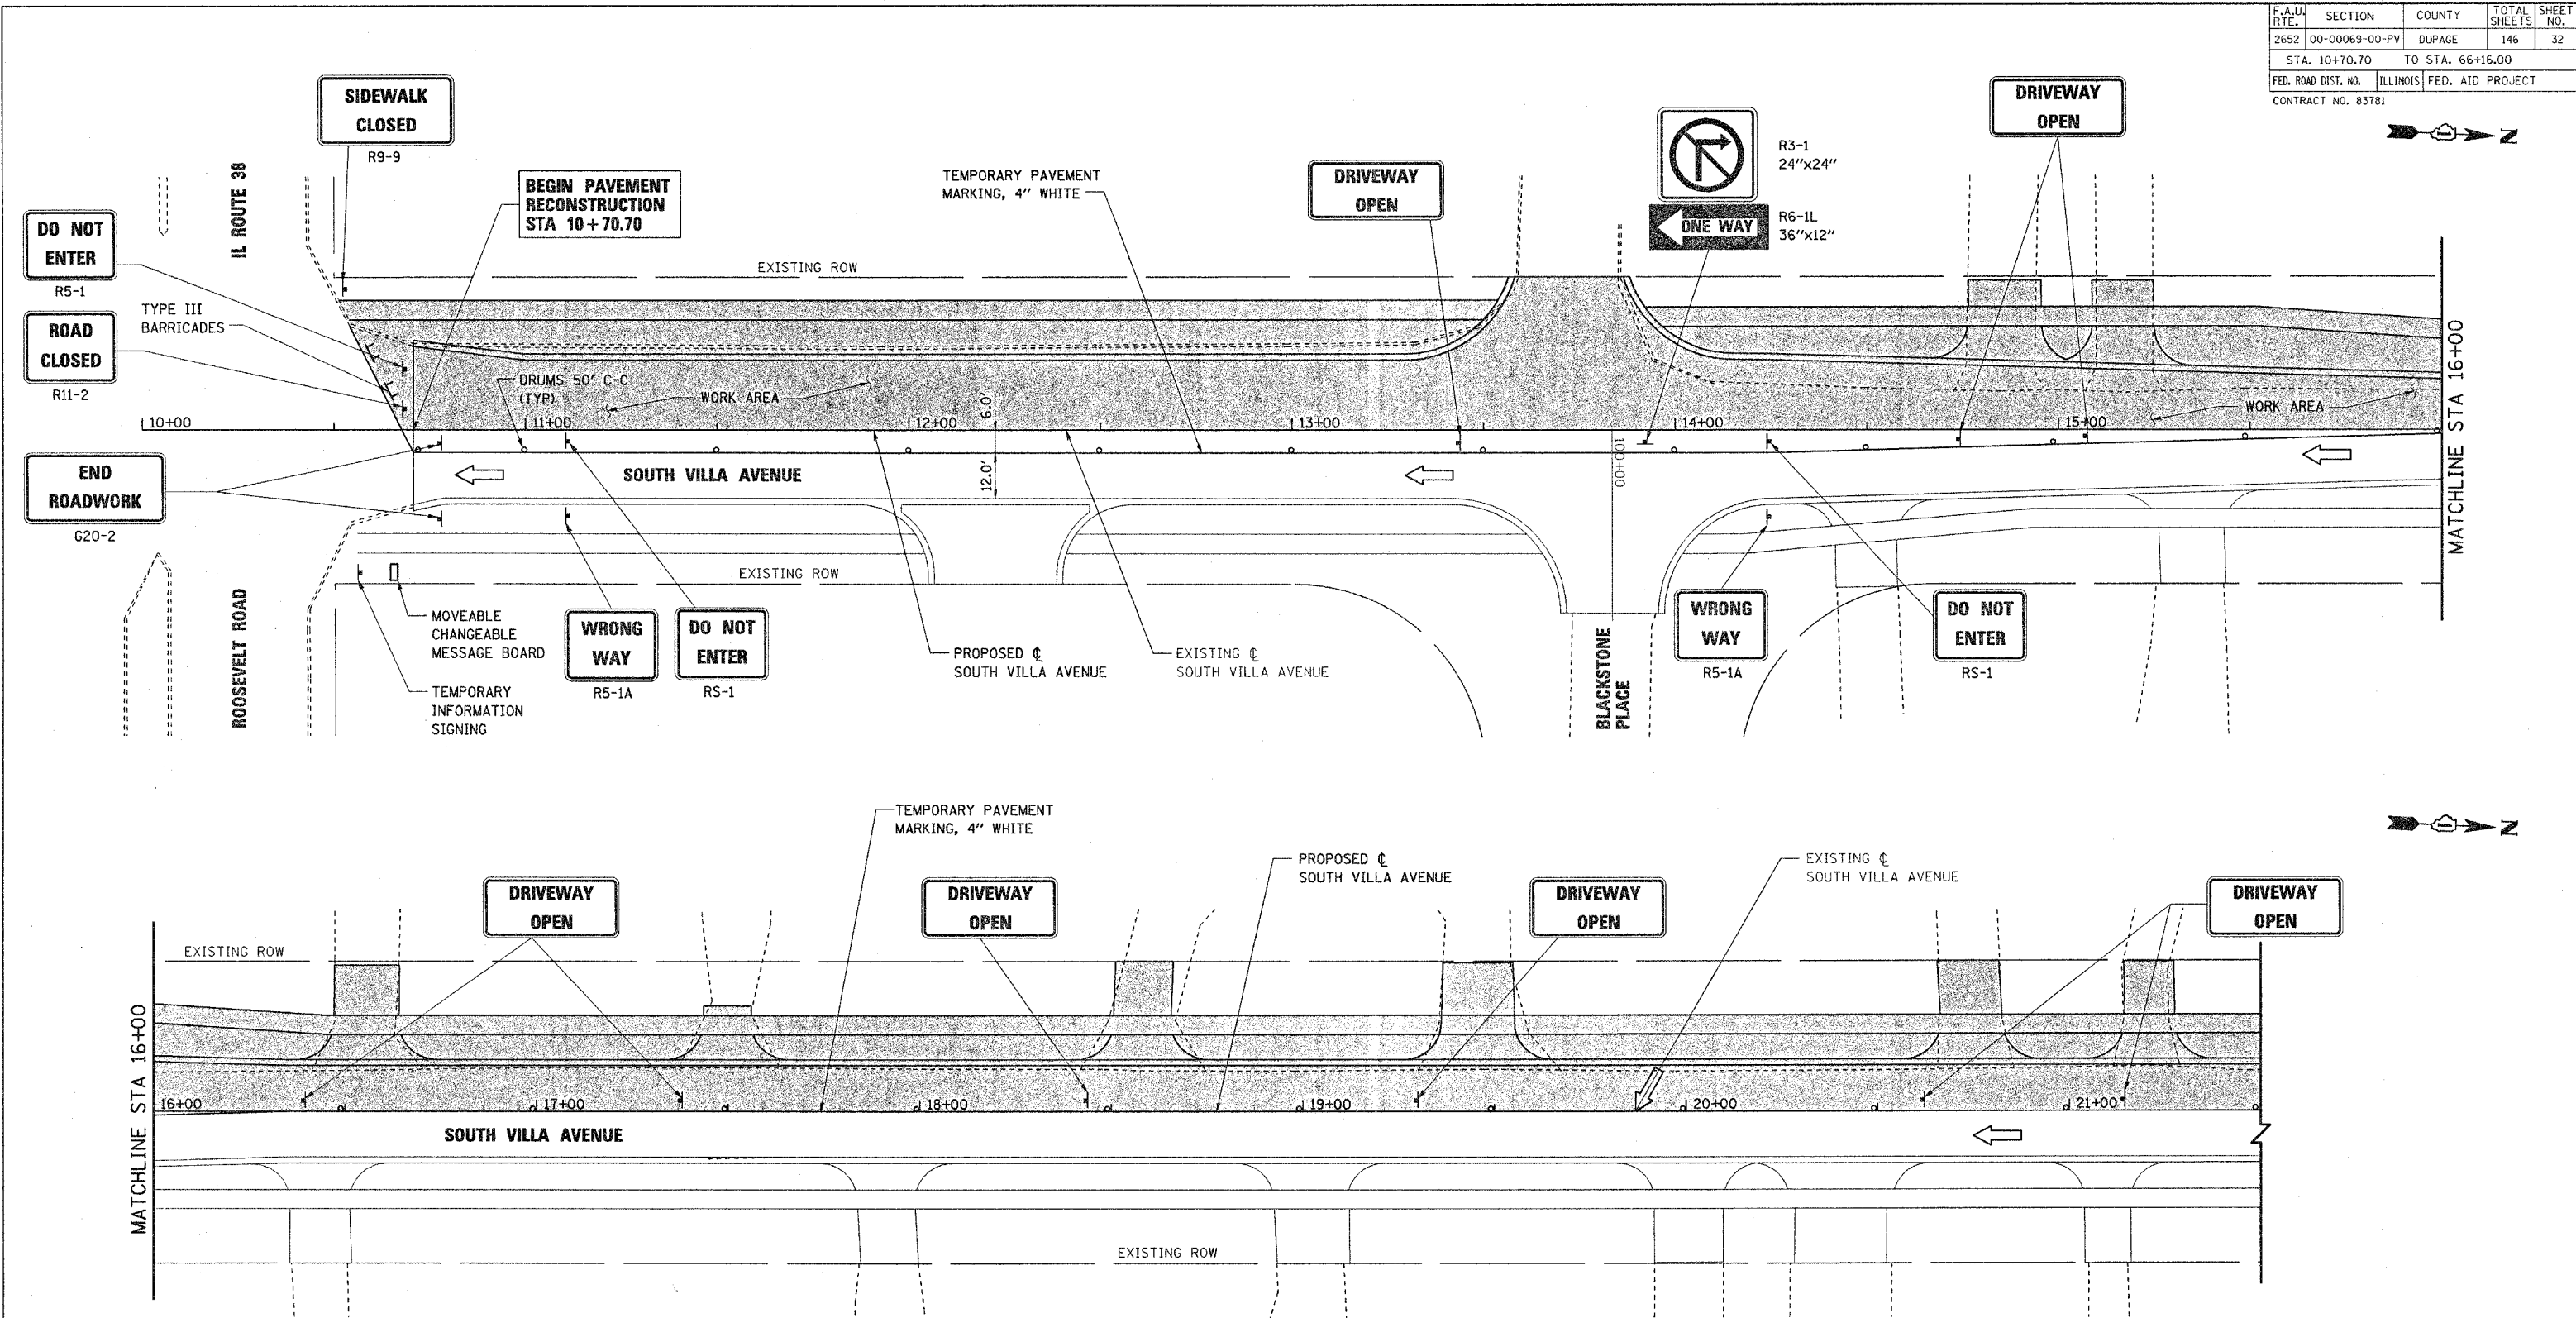 F.A.U. RTE. SECTION COUNTY TOTAL SHEETS SHEET NO.
2652 00-00069-00-PV DUPAGE 146 32
STA. 10+70.70 TO STA. 66+16.00
FED. ROAD DIST. NO. ILLINOIS FED. AID PROJECT
CONTRACT NO. 83781
N
SIDEWALK
CLOSED
R9-9
IL ROUTE 38
DO NOT
ENTER
R5-1
TYPE III
BARRICADES
ROAD
CLOSED
R11-2
BEGIN PAVEMENT
RECONSTRUCTION
STA 10+70.70
TEMPORARY PAVEMENT
MARKING, 4" WHITE
DRIVEWAY
OPEN
R3-1
24"x24"
ONE WAY
R6-1L
36"x12"
DRIVEWAY
OPEN
EXISTING ROW
DRUMS 50' C-C
(TYP)
WORK AREA
6.0'
WORK AREA
10+00
11+00
12+00
13+00
14+00
15+00
MATCHLINE STA 16+00
END
ROADWORK
G20-2
SOUTH VILLA AVENUE
12.0'
100+00
EXISTING ROW
ROOSEVELT ROAD
MOVEABLE
CHANGEABLE
MESSAGE BOARD
TEMPORARY
INFORMATION
SIGNING
WRONG
WAY
R5-1A
DO NOT
ENTER
RS-1
PROPOSED ℄
SOUTH VILLA AVENUE
EXISTING ℄
SOUTH VILLA AVENUE
BLACKSTONE
PLACE
WRONG
WAY
R5-1A
DO NOT
ENTER
RS-1
N
TEMPORARY PAVEMENT
MARKING, 4" WHITE
PROPOSED ℄
SOUTH VILLA AVENUE
EXISTING ℄
SOUTH VILLA AVENUE
DRIVEWAY
OPEN
DRIVEWAY
OPEN
DRIVEWAY
OPEN
DRIVEWAY
OPEN
EXISTING ROW
MATCHLINE STA 16+00
16+00
17+00
18+00
19+00
20+00
21+00
SOUTH VILLA AVENUE
EXISTING ROW